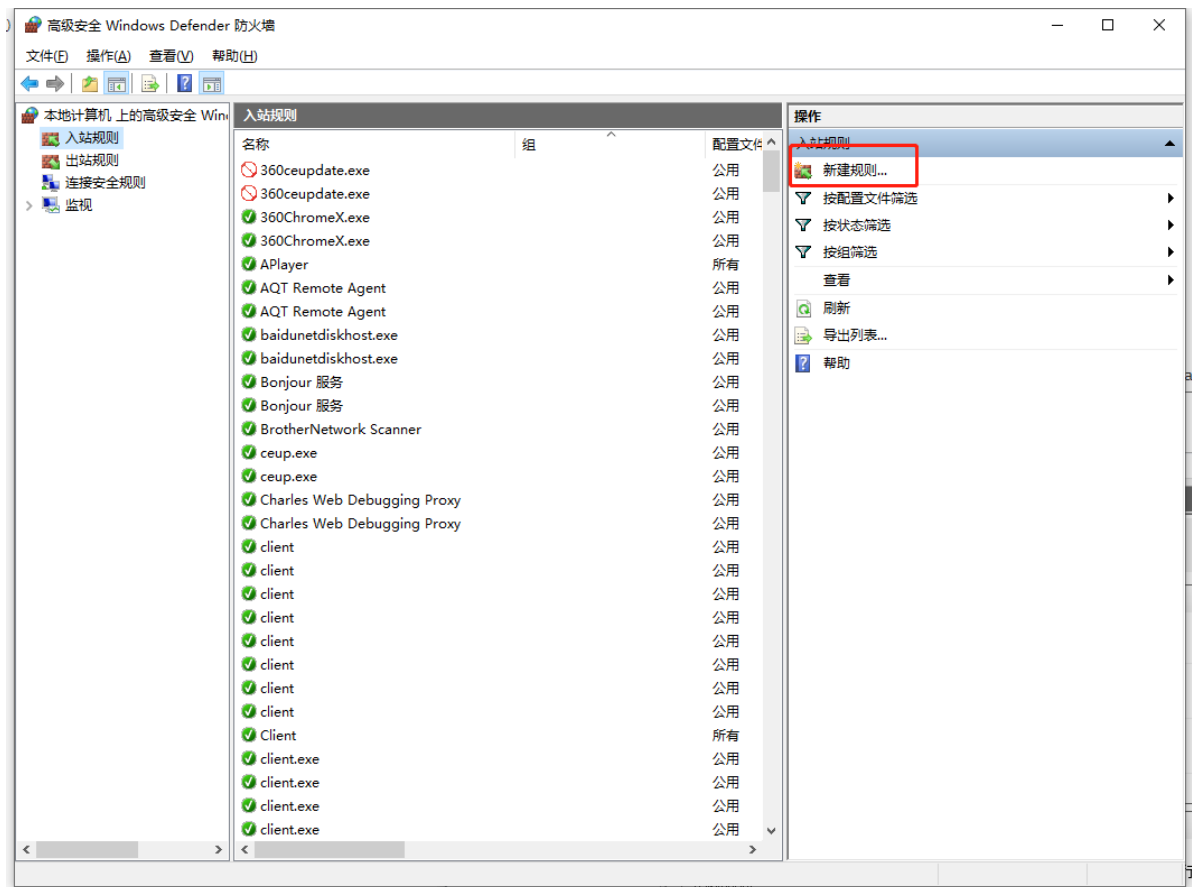 高级安全 Windows Defender 防火墙
文件(F) 操作(A) 查看(V) 帮助(H)
本地计算机 上的高级安全 Win
入站规则
出站规则
连接安全规则
监视
入站规则
名称 组 配置文件
360ceupdate.exe 公用
360ceupdate.exe 公用
360ChromeX.exe 公用
360ChromeX.exe 公用
APlayer 所有
AQT Remote Agent 公用
AQT Remote Agent 公用
baidunetdiskhost.exe 公用
baidunetdiskhost.exe 公用
Bonjour 服务 公用
Bonjour 服务 公用
BrotherNetwork Scanner 公用
ceup.exe 公用
ceup.exe 公用
Charles Web Debugging Proxy 公用
Charles Web Debugging Proxy 公用
client 公用
client 公用
client 公用
client 公用
client 公用
client 公用
client 公用
client 公用
Client 所有
client.exe 公用
client.exe 公用
client.exe 公用
client.exe 公用
操作
入站规则
新建规则...
按配置文件筛选
按状态筛选
按组筛选
查看
刷新
导出列表...
帮助